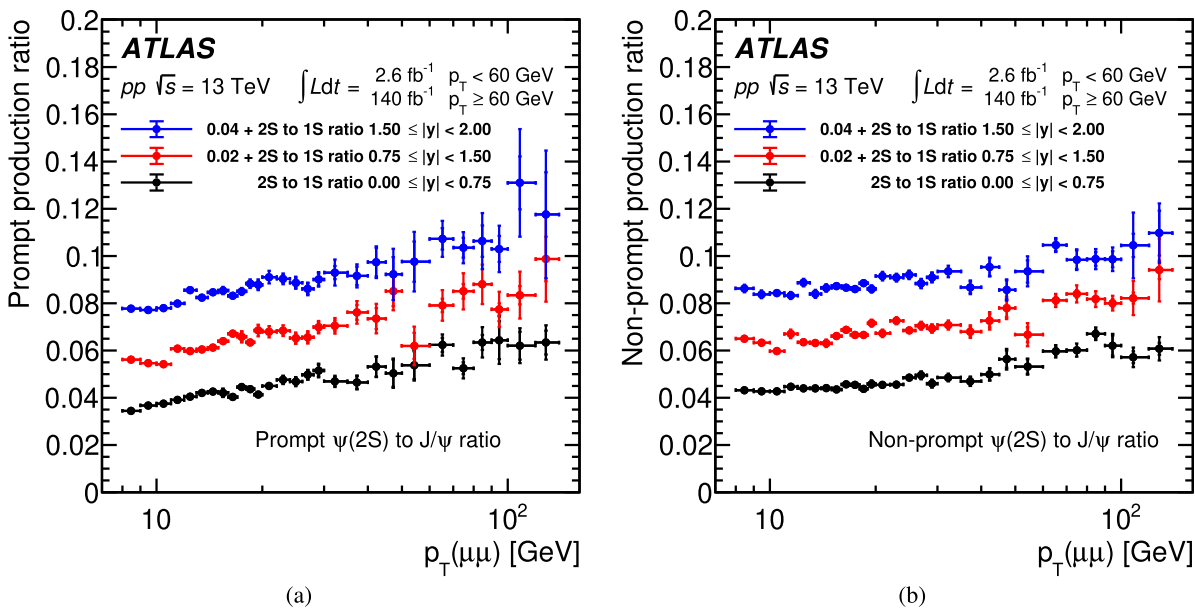 Prompt production ratio
0.2
0.18
0.16
0.14
0.12
0.1
0.08
0.06
0.04
0.02
0
ATLAS
pp √s = 13 TeV ∫Ldt = 2.6 fb⁻¹ p_T < 60 GeV
140 fb⁻¹ p_T ≥ 60 GeV
0.04 + 2S to 1S ratio 1.50 ≤|y| < 2.00
0.02 + 2S to 1S ratio 0.75 ≤|y| < 1.50
2S to 1S ratio 0.00 ≤|y| < 0.75
Prompt ψ(2S) to J/ψ ratio
10 10²
p_T(μμ) [GeV]
(a)
Non-prompt production ratio
0.2
0.18
0.16
0.14
0.12
0.1
0.08
0.06
0.04
0.02
0
ATLAS
pp √s = 13 TeV ∫Ldt = 2.6 fb⁻¹ p_T < 60 GeV
140 fb⁻¹ p_T ≥ 60 GeV
0.04 + 2S to 1S ratio 1.50 ≤|y| < 2.00
0.02 + 2S to 1S ratio 0.75 ≤|y| < 1.50
2S to 1S ratio 0.00 ≤|y| < 0.75
Non-prompt ψ(2S) to J/ψ ratio
10 10²
p_T(μμ) [GeV]
(b)